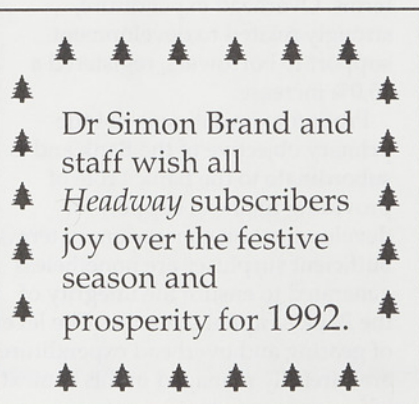 Dr Simon Brand and
staff wish all
Headway subscribers
joy over the festive
season and
prosperity for 1992.